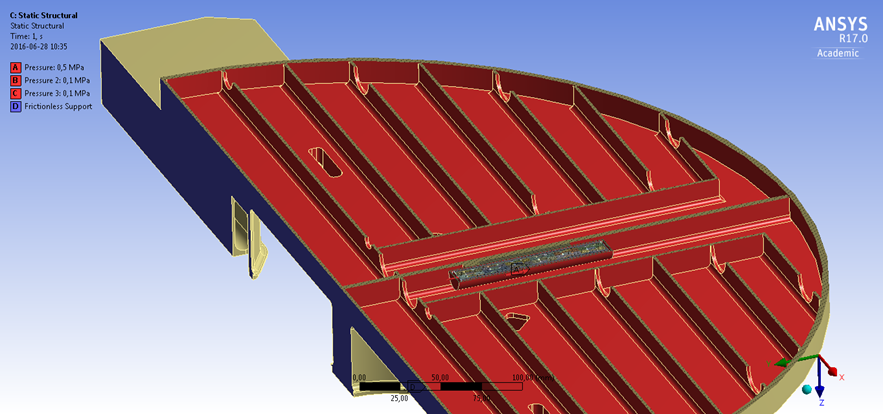 C: Static Structural
Static Structural
Time: 1, s
2016-06-28 10:35
A Pressure: 0,5 MPa
B Pressure 2: 0,1 MPa
C Pressure 3: 0,1 MPa
D Frictionless Support
ANSYS
R17.0
Academic
A
0,00 50,00 100,00
25,00 75,00
X
Z